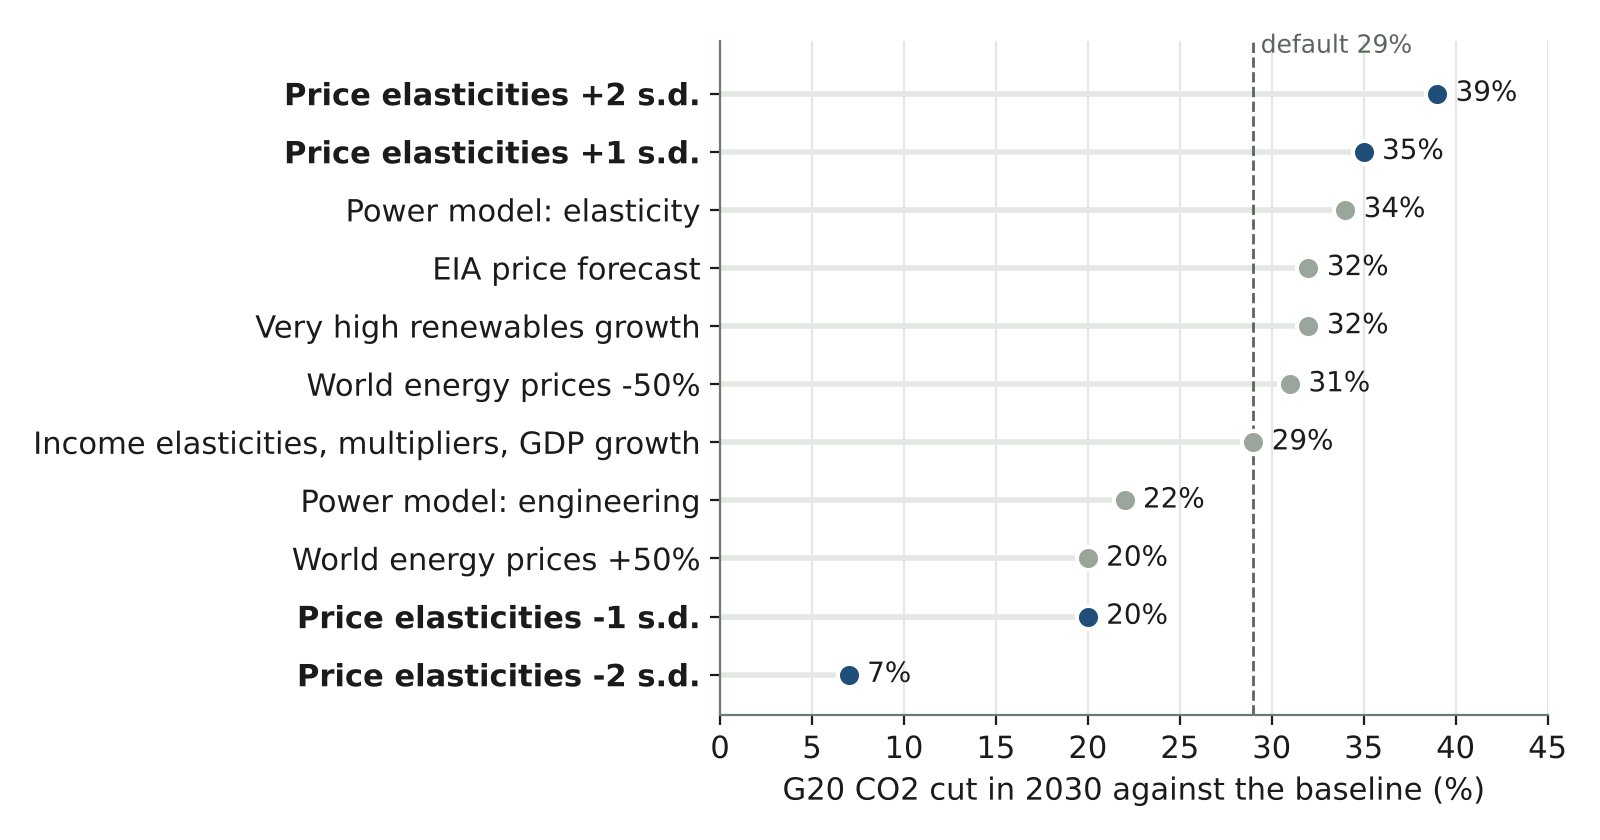 default 29%
Price elasticities +2 s.d. 39%
Price elasticities +1 s.d. 35%
Power model: elasticity 34%
EIA price forecast 32%
Very high renewables growth 32%
World energy prices -50% 31%
Income elasticities, multipliers, GDP growth 29%
Power model: engineering 22%
World energy prices +50% 20%
Price elasticities -1 s.d. 20%
Price elasticities -2 s.d. 7%
0 5 10 15 20 25 30 35 40 45
G20 CO2 cut in 2030 against the baseline (%)